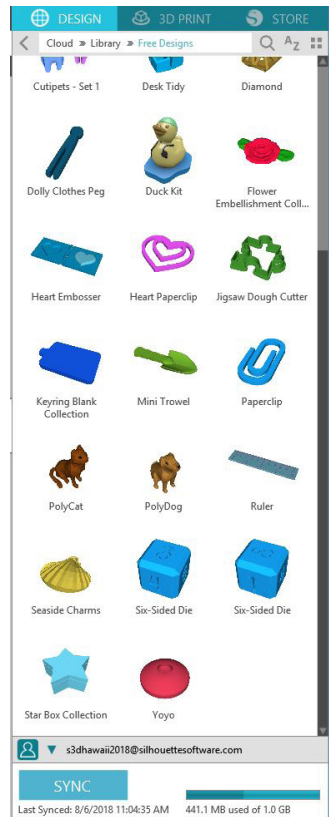 DESIGN 3D PRINT STORE
Cloud » Library » Free Designs
AZ
Cutipets - Set 1 Desk Tidy Diamond
Dolly Clothes Peg Duck Kit Flower
Embellishment Coll...
Heart Embosser Heart Paperclip Jigsaw Dough Cutter
Keyring Blank Mini Trowel Paperclip
Collection
PolyCat PolyDog Ruler
Seaside Charms Six-Sided Die Six-Sided Die
Star Box Collection Yoyo
s3dhawaii2018@silhouettesoftware.com
SYNC
Last Synced: 8/6/2018 11:04:35 AM 441.1 MB used of 1.0 GB